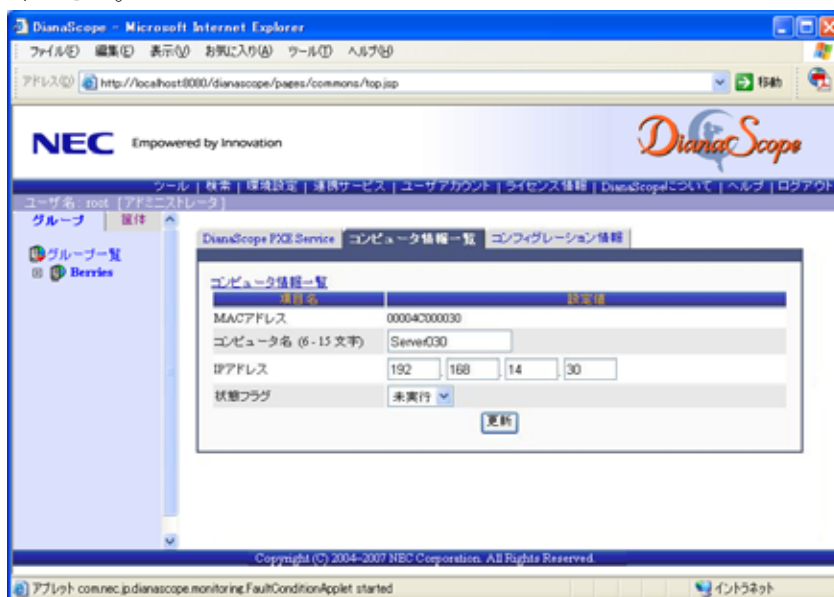 DianaScope - Microsoft Internet Explorer
ファイル(F) 編集(E) 表示(V) お気に入り(A) ツール(T) ヘルプ(H)
アドレス(D) http://localhost:8080/dianascope/pages/commons/top.jsp 移動
NEC Empowered by Innovation DianaScope
ツール | 検索 | 環境設定 | 連携サービス | ユーザアカウント | ライセンス情報 | DianaScopeについて | ヘルプ | ログアウト
ユーザ名: root [アドミニストレータ]
グループ 筐体
DianaScope PXE Service コンピュータ情報一覧 コンフィグレーション情報
グループ一覧
Berries
コンピュータ情報一覧
項目名 設定値
MACアドレス 00004C000030
コンピュータ名 (6 - 15 文字) Server030
IPアドレス 192 . 168 . 14 . 30
状態フラグ 未実行
更新
Copyright (C) 2004-2007 NEC Corporation. All Rights Reserved.
アプレット com.nec.jp.dianascope.monitoring.FaultConditionApplet started イントラネット